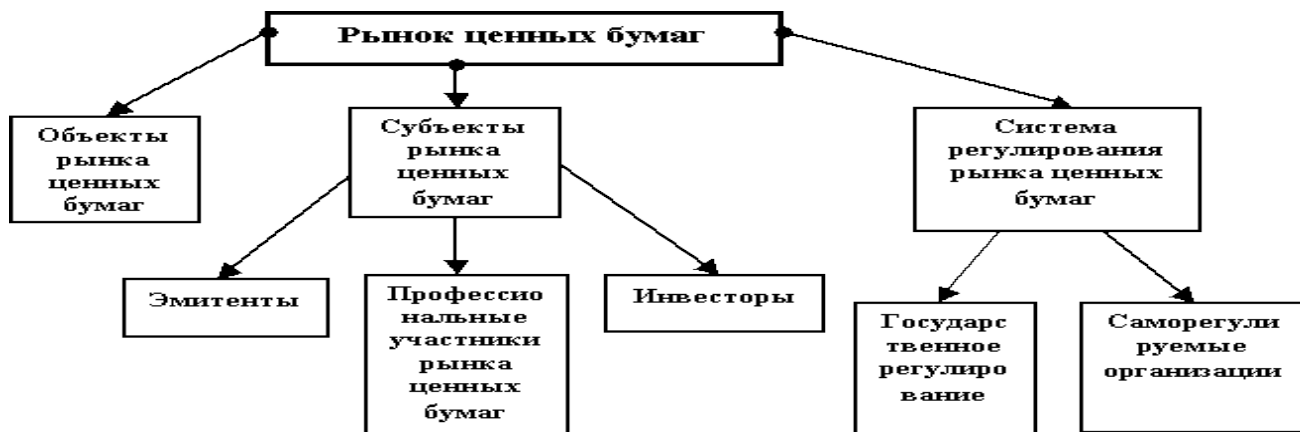 Рынок ценных бумаг
Объекты
рынка
ценных
бумаг
Субъекты
рынка
ценных
бумаг
Система
регулирования
рынка ценных
бумаг
Эмитенты
Профессио
нальные
участники
рынка
ценных
бумаг
Инвесторы
Государс
твенное
регулиро
вание
Саморегули
руемые
организации